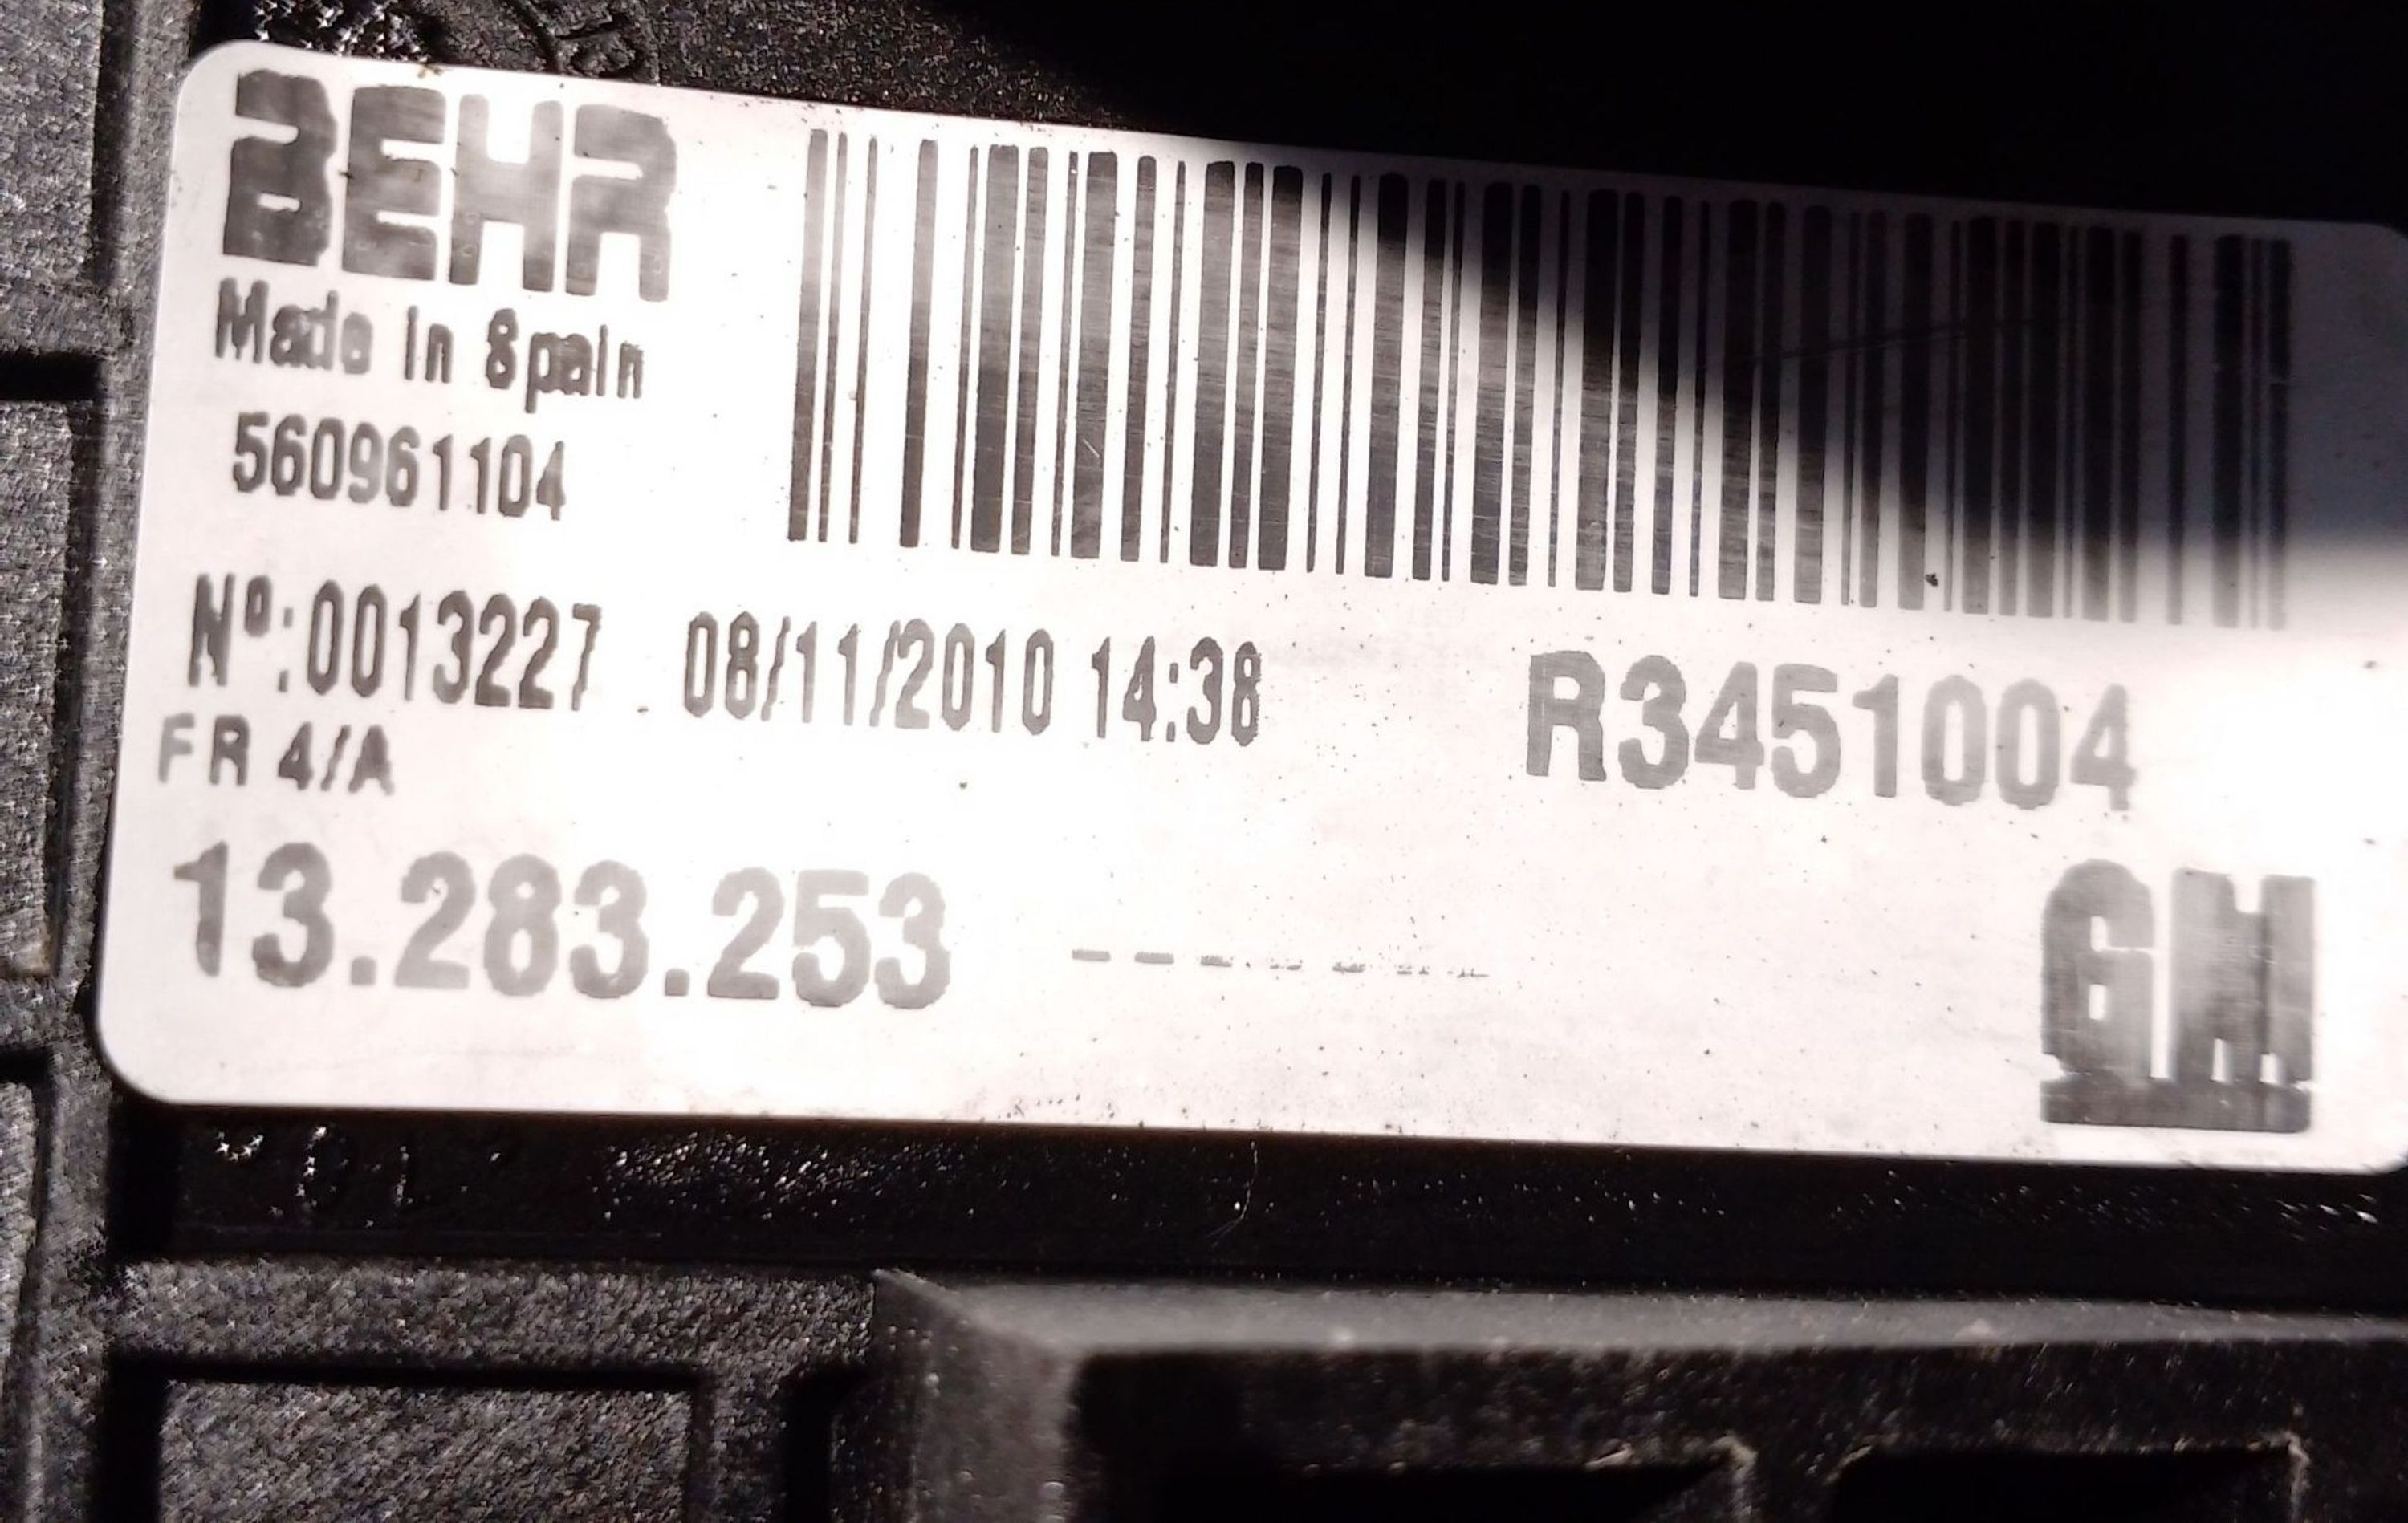 BEHR
Made in Spain
560961104
Nº:0013227 08/11/2010 14:38
R3451004
FR 4/A
13.283.253 -------
GM